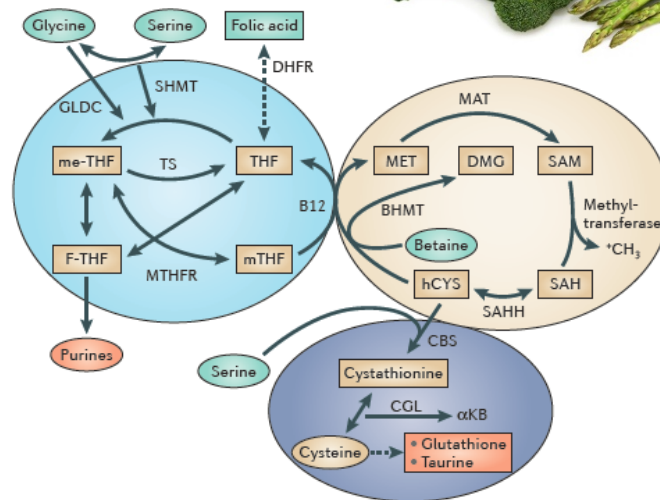 Glycine
Serine
Folic acid
DHFR
SHMT
GLDC
MAT
me-THF
TS
THF
MET
DMG
SAM
B12
BHMT
Methyl-
transferase
Betaine
⁺CH₃
F-THF
MTHFR
mTHF
hCYS
SAH
SAHH
Purines
Serine
CBS
Cystathionine
CGL
αKB
Cysteine
• Glutathione
• Taurine